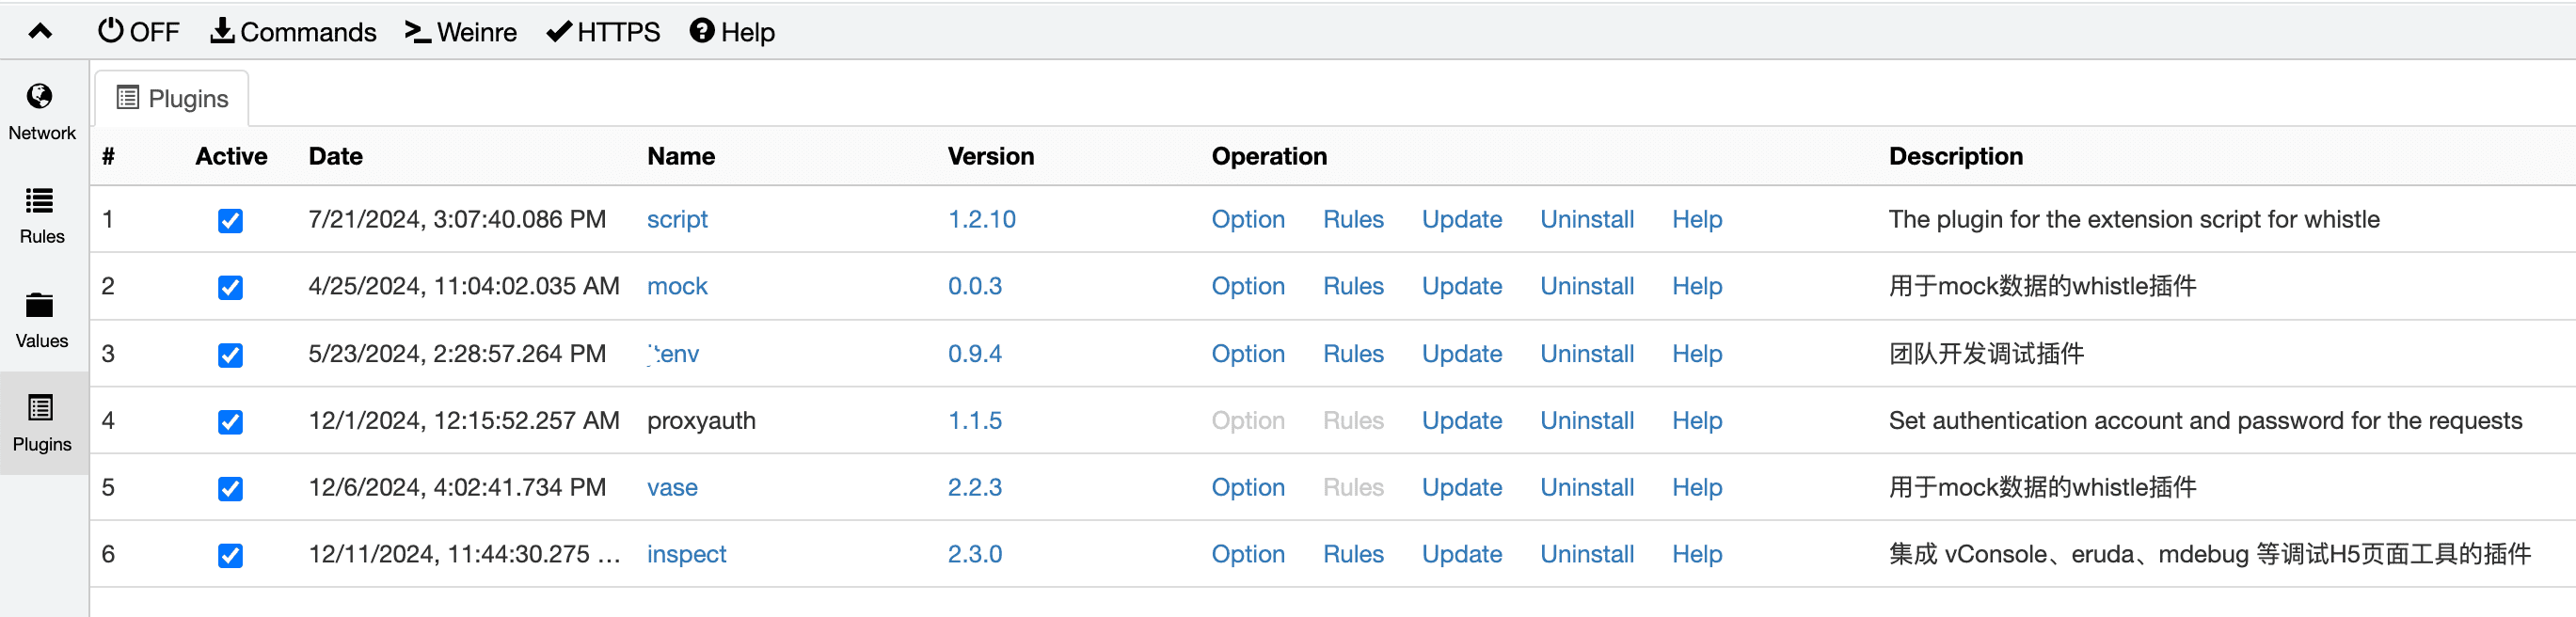 OFF Commands Weinre HTTPS Help
Network
Rules
Values
Plugins
Plugins
# Active Date Name Version Operation Description
1 7/21/2024, 3:07:40.086 PM script 1.2.10 Option Rules Update Uninstall Help The plugin for the extension script for whistle
2 4/25/2024, 11:04:02.035 AM mock 0.0.3 Option Rules Update Uninstall Help 用于mock数据的whistle插件
3 5/23/2024, 2:28:57.264 PM 0.9.4 Option Rules Update Uninstall Help 团队开发调试插件
4 12/1/2024, 12:15:52.257 AM proxyauth 1.1.5 Option Rules Update Uninstall Help Set authentication account and password for the requests
5 12/6/2024, 4:02:41.734 PM vase 2.2.3 Option Rules Update Uninstall Help 用于mock数据的whistle插件
6 12/11/2024, 11:44:30.275 … inspect 2.3.0 Option Rules Update Uninstall Help 集成 vConsole、eruda、mdebug 等调试H5页面工具的插件